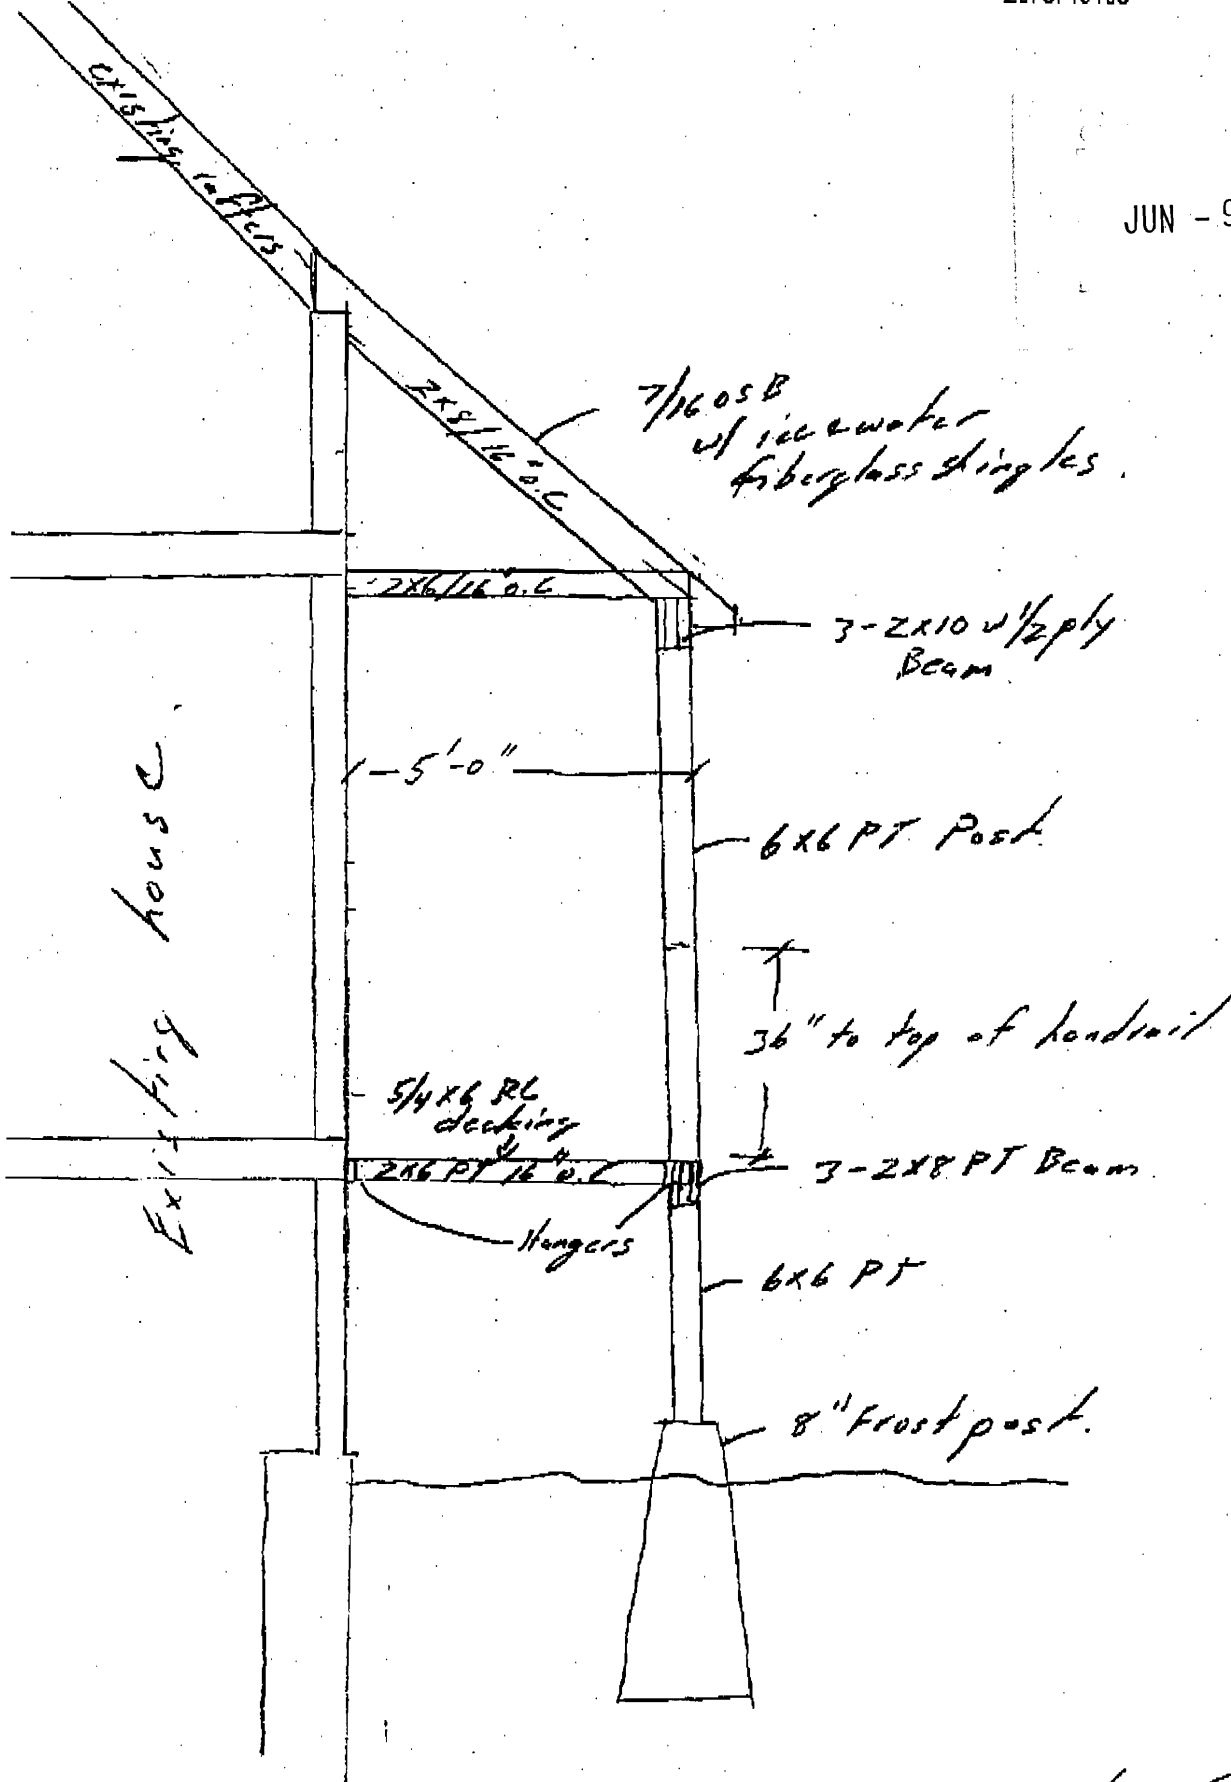 JUN - 9
existing rafters
2x8/16" o.c
7/16 OSB
w/ ice & water
fiberglass shingles.
2x6/16" o.c
3-2x10 w 1/2 ply
Beam
5'-0"
6x6 PT Post
Existing house
36" to top of handrail
5/4x6
decking
2x6 PT 16" o.c
3-2x8 PT Beam
Hangers
6x6 PT
8" Frost post.